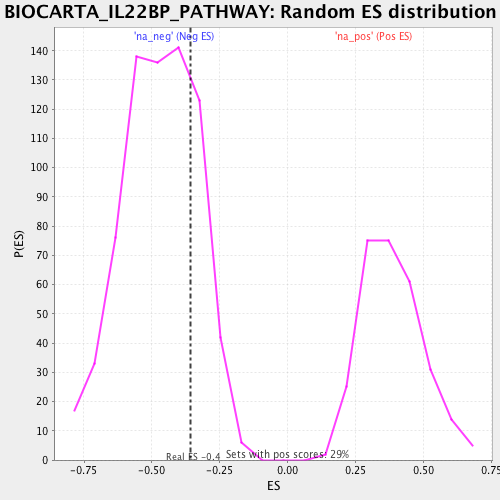 BIOCARTA_IL22BP_PATHWAY: Random ES distribution
'na_neg' (Neg ES)
'na_pos' (Pos ES)
140
130
120
110
100
90
80
70
60
50
40
30
20
10
0
P(ES)
Real ES -0.4
Sets with pos scores: 29%
-0.75 -0.50 -0.25 0.00 0.25 0.50 0.75
ES